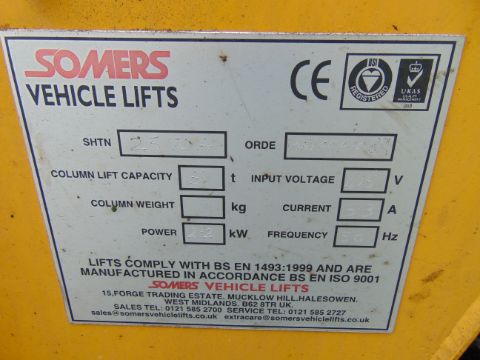 SOMERS
VEHICLE LIFTS
CE
BSI
REGISTERED
UKAS
SHTN ORDE
COLUMN LIFT CAPACITY t INPUT VOLTAGE V
COLUMN WEIGHT kg CURRENT A
POWER kW FREQUENCY Hz
LIFTS COMPLY WITH BS EN 1493:1999 AND ARE
MANUFACTURED IN ACCORDANCE BS EN ISO 9001
SOMERS VEHICLE LIFTS
15,FORGE TRADING ESTATE, MUCKLOW HILL,HALESOWEN.
WEST MIDLANDS. B62 8TR UK.
SALES TEL: 0121 585 2700 SERVICE TEL: 0121 585 2727
sales@somersvehiclelifts.co.uk extracare@somersvehiclelifts.co.uk